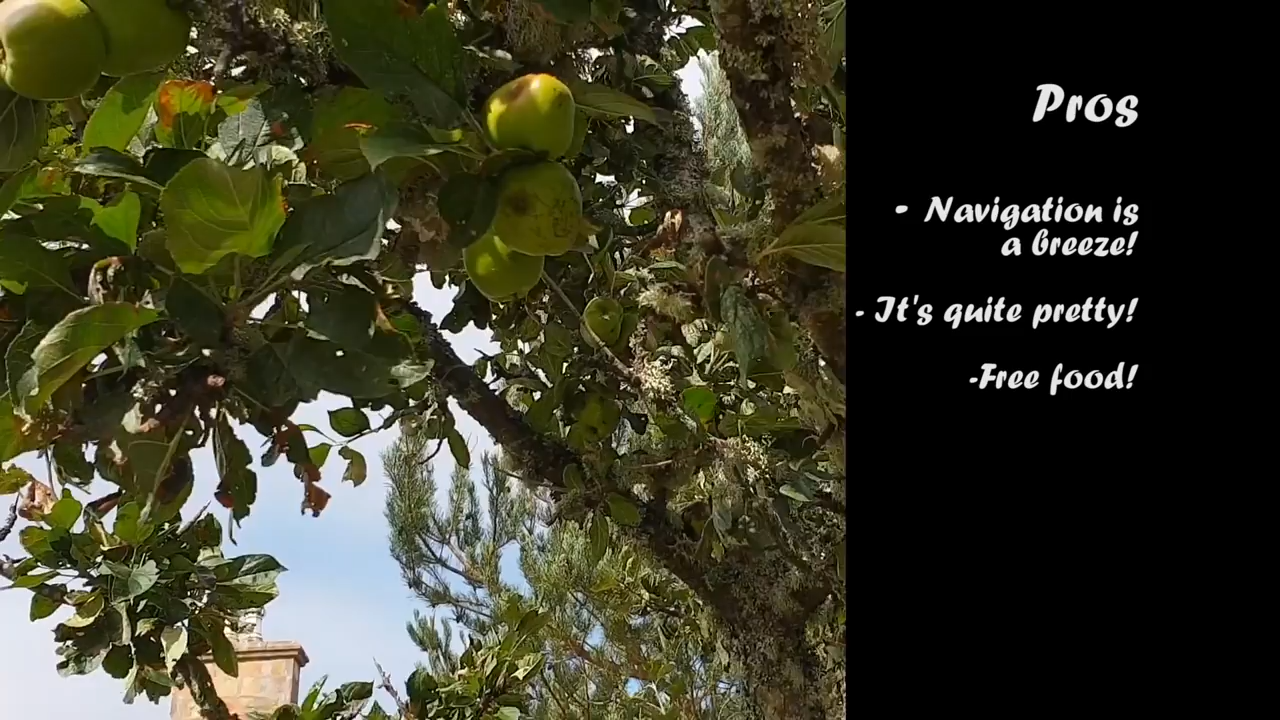 Pros
- Navigation is
a breeze!
- It's quite pretty!
-Free food!